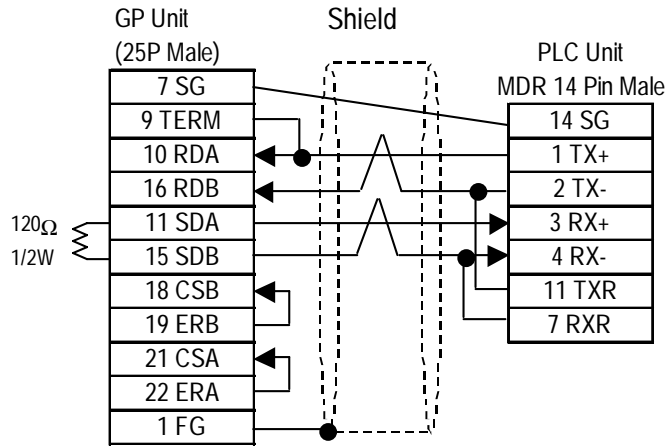 GP Unit
(25P Male)
Shield
PLC Unit
MDR 14 Pin Male
7 SG
9 TERM
10 RDA
16 RDB
11 SDA
15 SDB
18 CSB
19 ERB
21 CSA
22 ERA
1 FG
120Ω
1/2W
14 SG
1 TX+
2 TX-
3 RX+
4 RX-
11 TXR
7 RXR